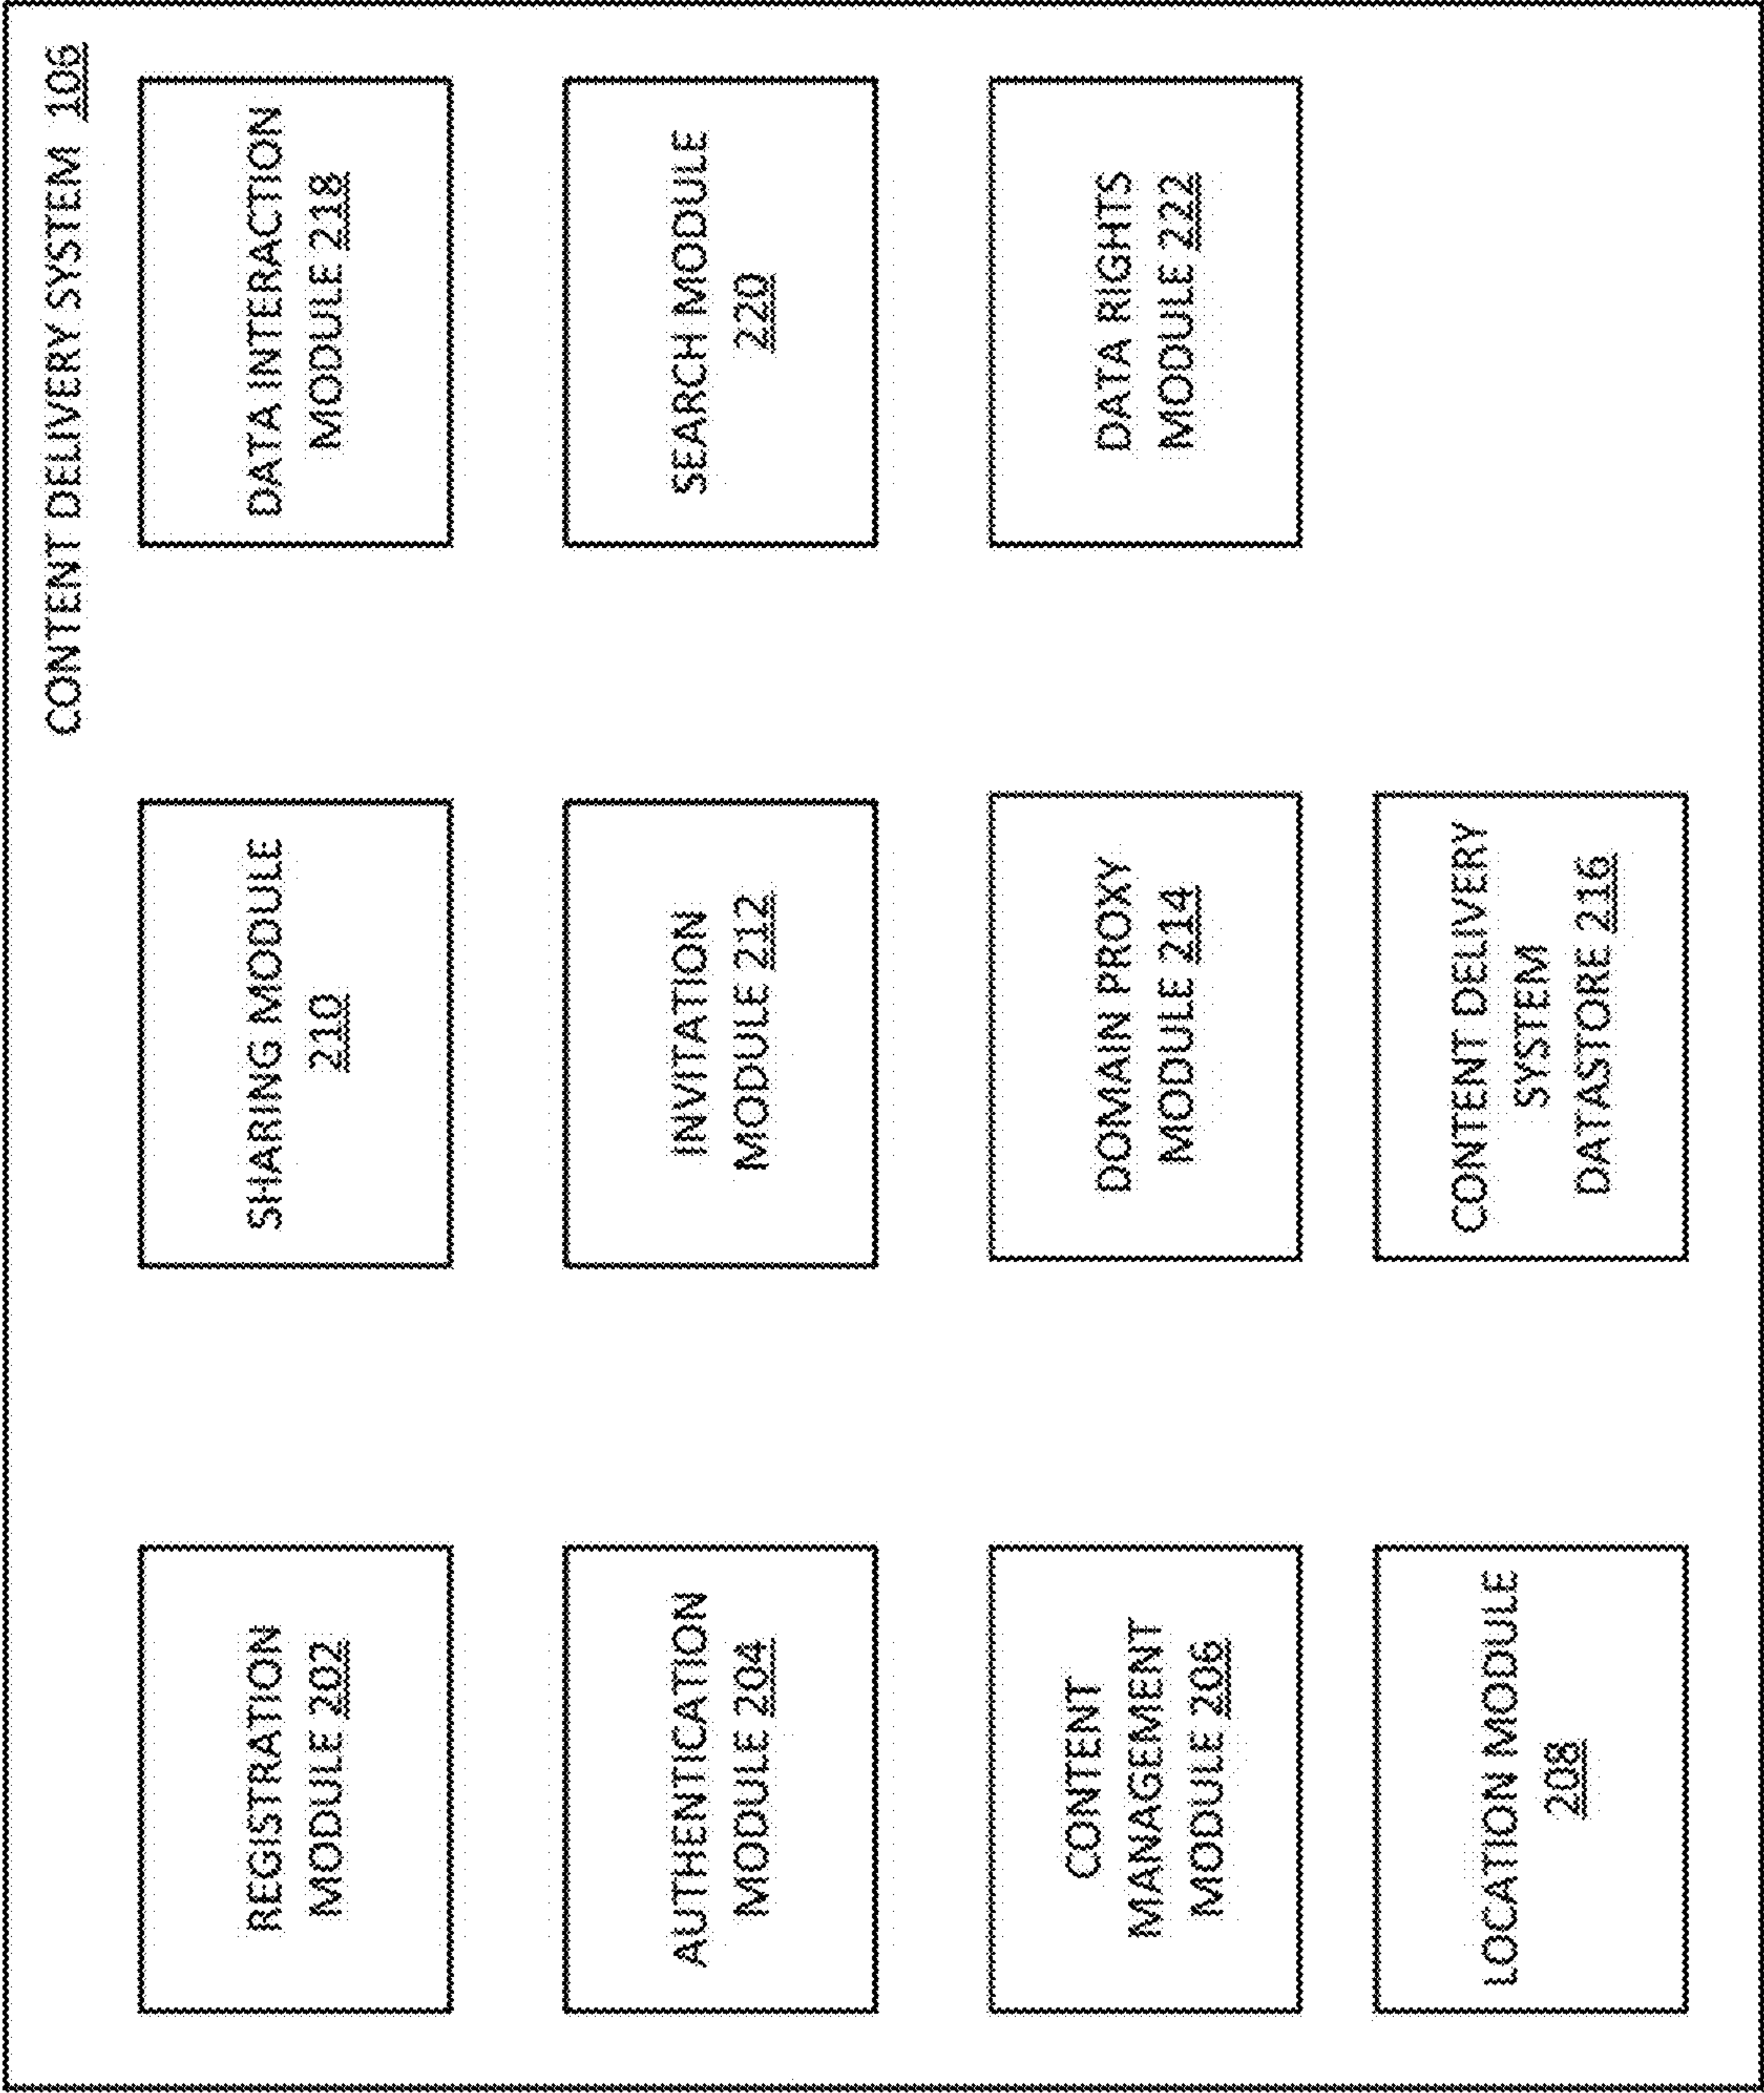 CONTENT DELIVERY SYSTEM 106
REGISTRATION
MODULE 202
AUTHENTICATION
MODULE 204
CONTENT
MANAGEMENT
MODULE 206
LOCATION MODULE
208
SHARING MODULE
210
INVITATION
MODULE 212
DOMAIN PROXY
MODULE 214
CONTENT DELIVERY
SYSTEM
DATASTORE 216
DATA INTERACTION
MODULE 218
SEARCH MODULE
220
DATA RIGHTS
MODULE 222